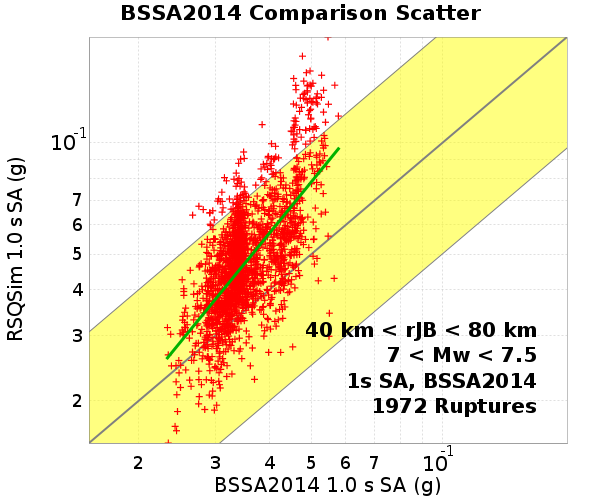 BSSA2014 Comparison Scatter
RSQSim 1.0 s SA (g)
10-1
7
6
5
4
3
2
40 km < rJB < 80 km
7 < Mw < 7.5
1s SA, BSSA2014
1972 Ruptures
2 3 4 5 6 7 10-1
BSSA2014 1.0 s SA (g)